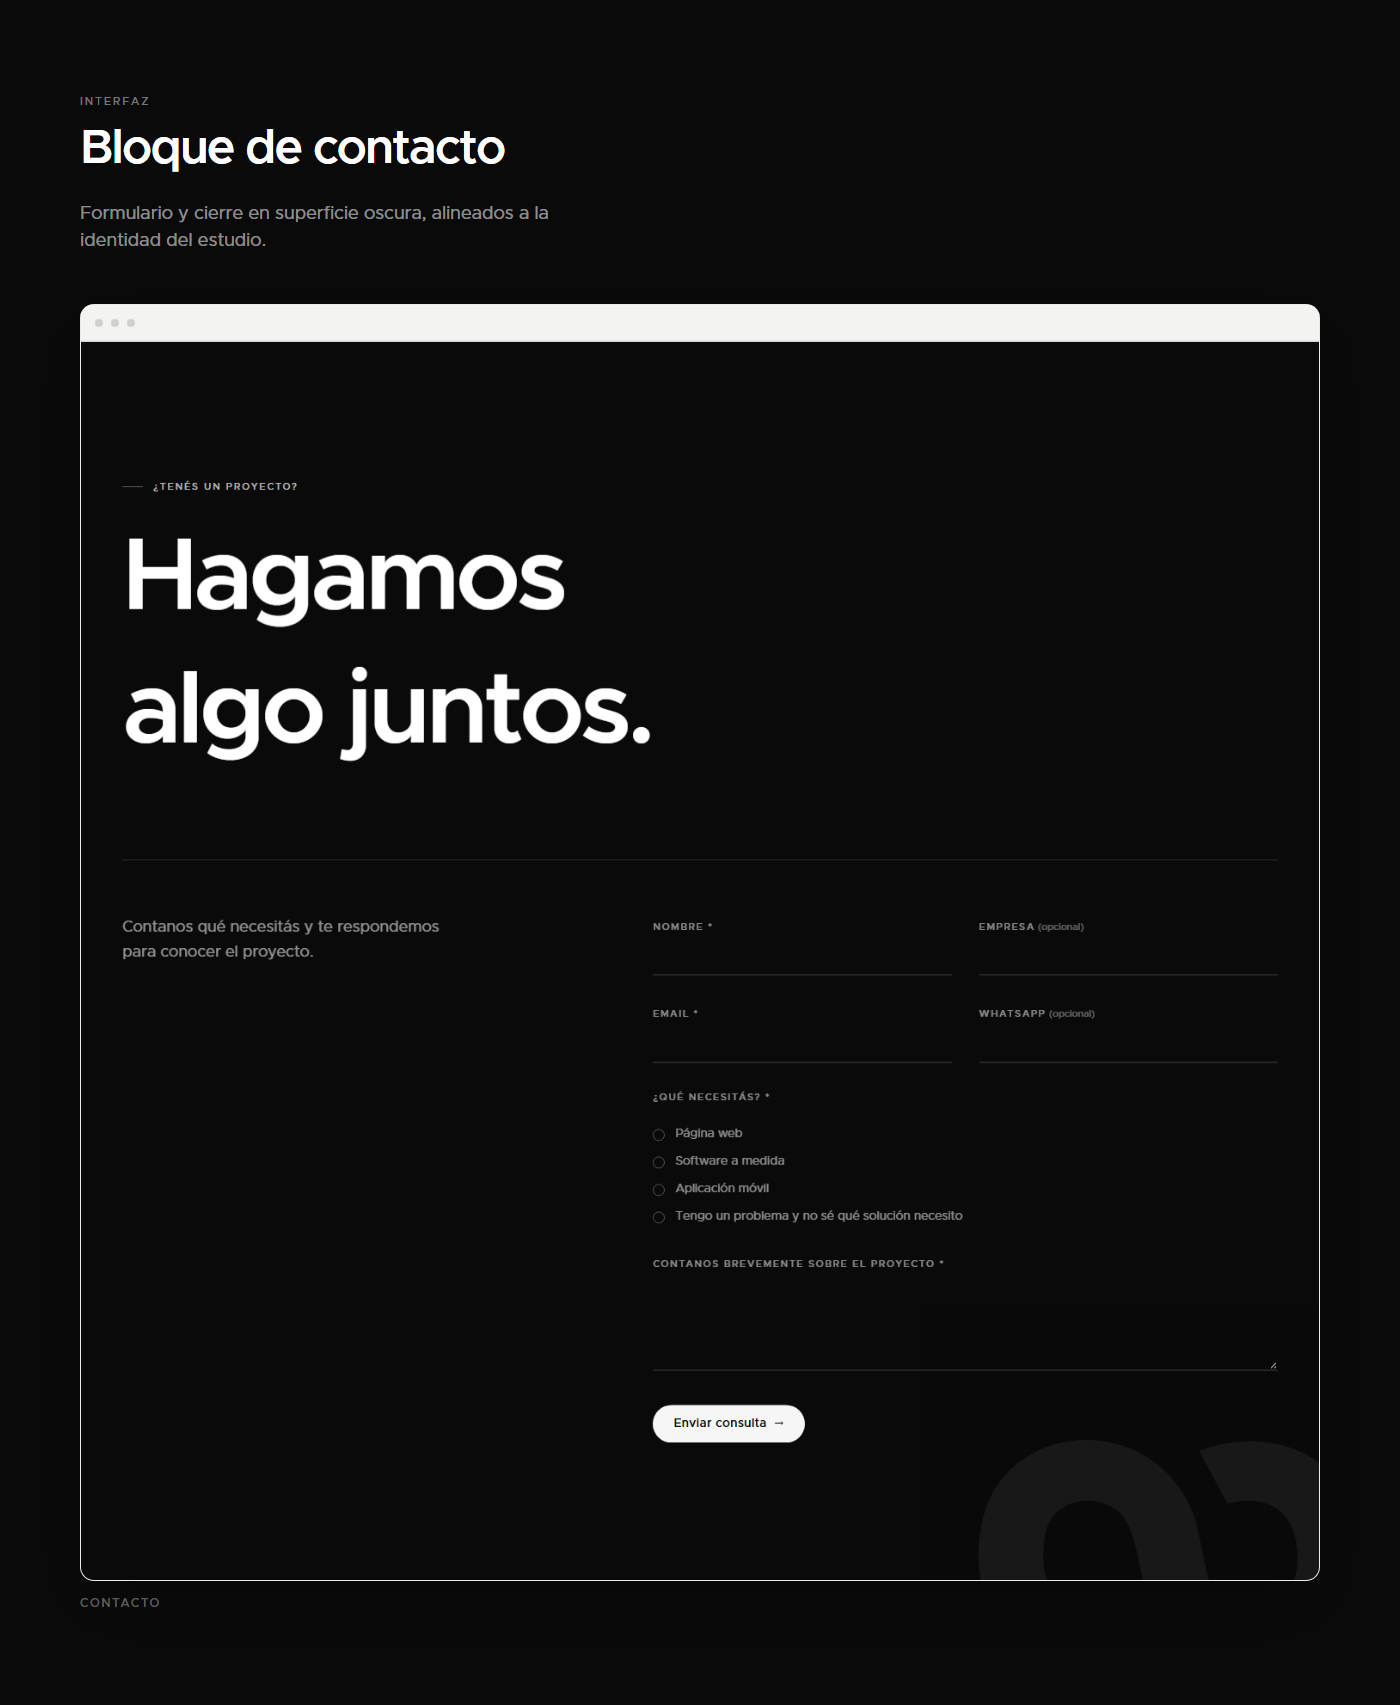 INTERFAZ
Bloque de contacto
Formulario y cierre en superficie oscura, alineados a la
identidad del estudio.
¿TENÉS UN PROYECTO?
Hagamos
algo juntos.
Contanos qué necesitás y te respondemos
para conocer el proyecto.
NOMBRE *
EMPRESA (opcional)
EMAIL *
WHATSAPP (opcional)
¿QUÉ NECESITÁS? *
Página web
Software a medida
Aplicación móvil
Tengo un problema y no sé qué solución necesito
CONTANOS BREVEMENTE SOBRE EL PROYECTO *
Enviar consulta →
CONTACTO